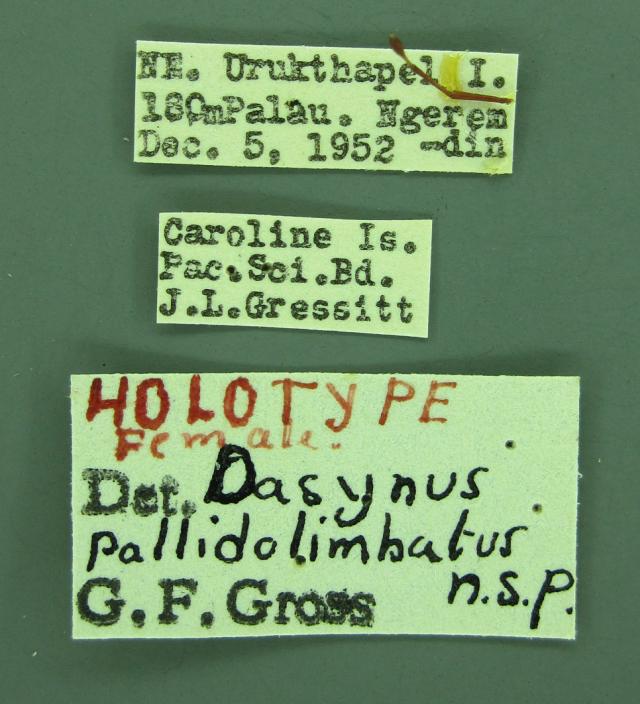 NE. Urukthapel I.
180mPalau. Ngerem
Dec. 5, 1952 -din
Caroline Is.
Pac.Sci.Bd.
J.L.Gressitt
HOLOTYPE
Female.
Det. Dasynus
pallidolimbatus
n.s.p.
G.F.Gross